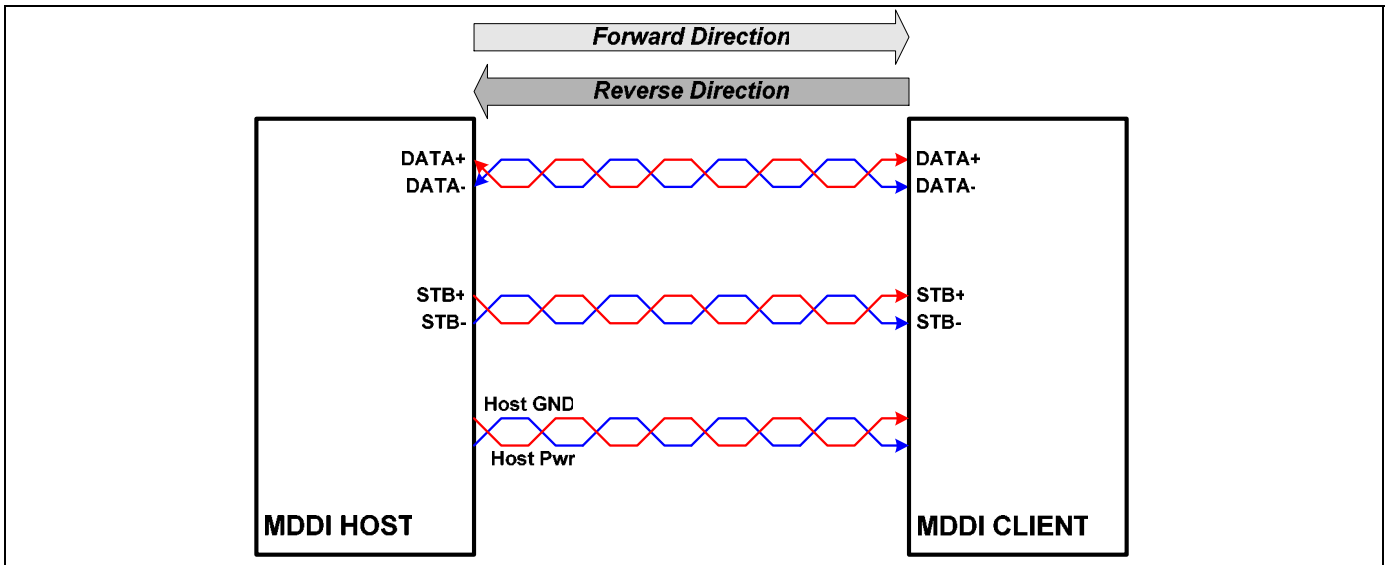 Forward Direction
Reverse Direction
DATA+
DATA-
DATA+
DATA-
STB+
STB-
STB+
STB-
Host GND
Host Pwr
MDDI HOST
MDDI CLIENT